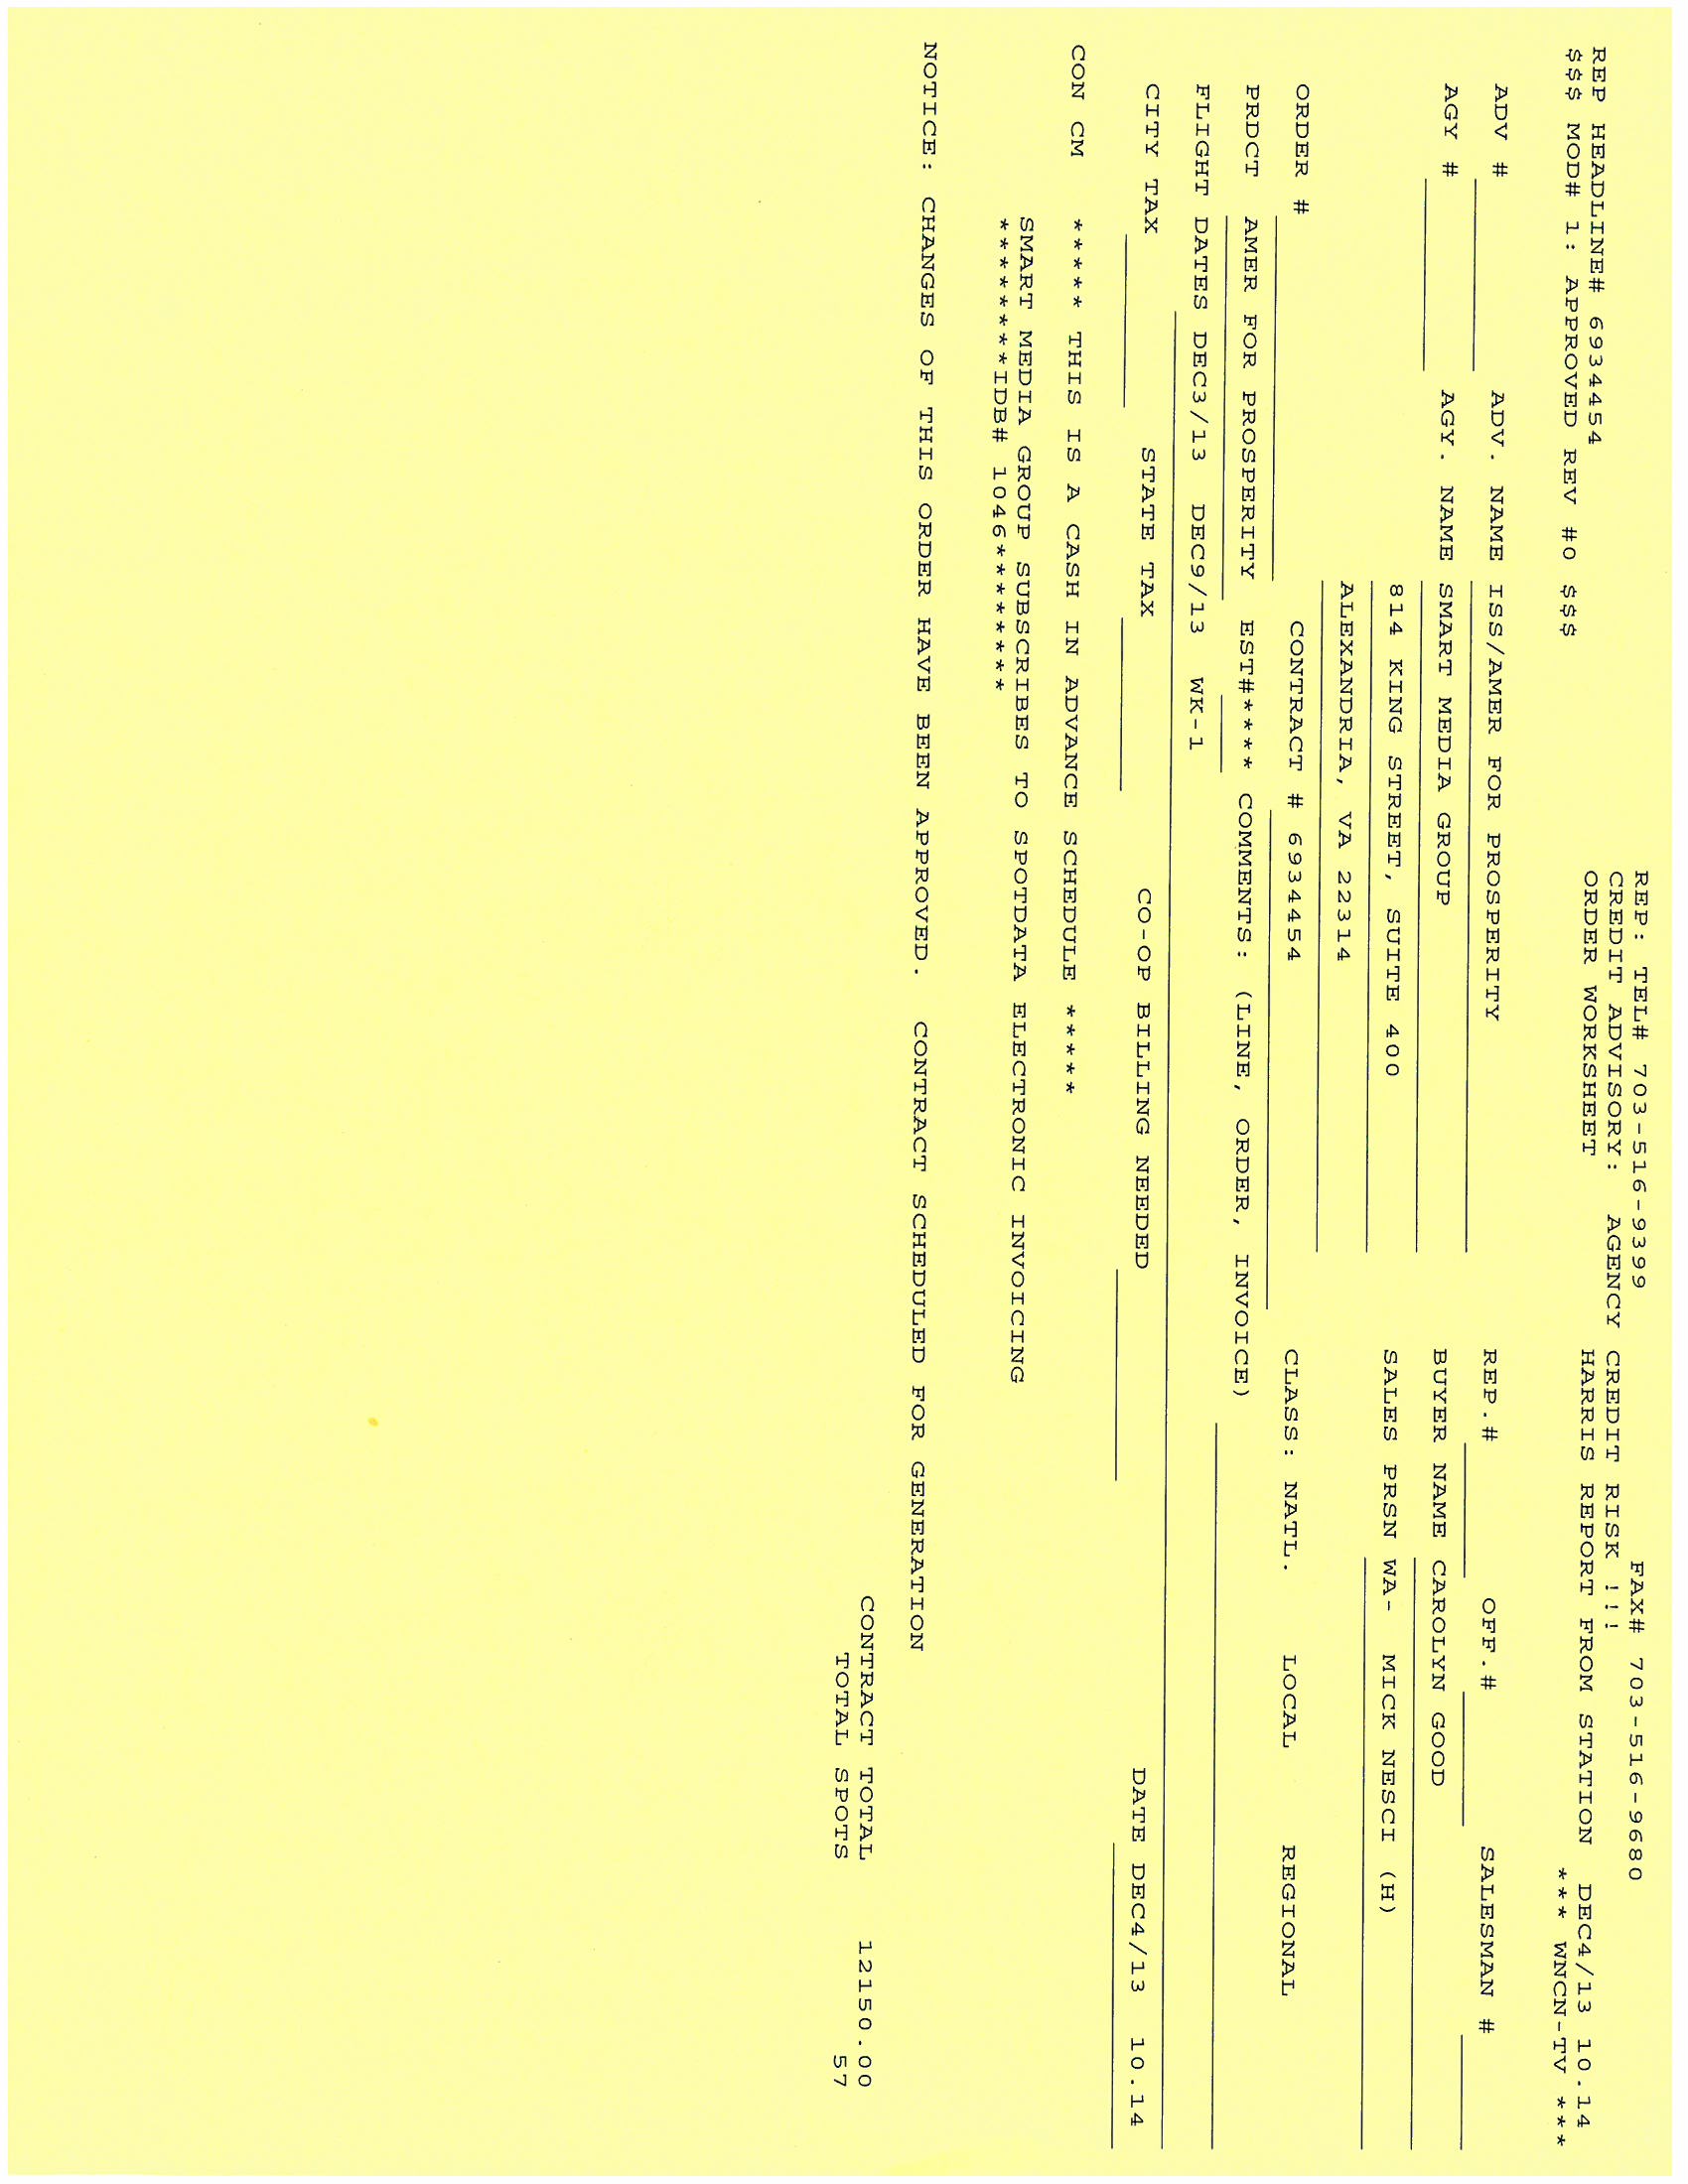 REP: TEL# 703-516-9399 FAX# 703-516-9680
CREDIT ADVISORY: AGENCY CREDIT RISK !!!
REP HEADLINE# 6934454 ORDER WORKSHEET HARRIS REPORT FROM STATION DEC4/13 10.14
$$$ MOD# 1: APPROVED REV #0 $$$ *** WNCN-TV ***
ADV # ADV. NAME ISS/AMER FOR PROSPERITY REP.# OFF.# SALESMAN #
AGY # AGY. NAME SMART MEDIA GROUP BUYER NAME CAROLYN GOOD
814 KING STREET, SUITE 400 SALES PRSN WA- MICK NESCI (H)
ALEXANDRIA, VA 22314
ORDER # CONTRACT # 6934454 CLASS: NATL. LOCAL REGIONAL
PRDCT AMER FOR PROSPERITY EST#**** COMMENTS: (LINE, ORDER, INVOICE)
FLIGHT DATES DEC3/13 DEC9/13 WK-1
CITY TAX STATE TAX CO-OP BILLING NEEDED DATE DEC4/13 10.14
CON CM ***** THIS IS A CASH IN ADVANCE SCHEDULE *****
SMART MEDIA GROUP SUBSCRIBES TO SPOTDATA ELECTRONIC INVOICING
********IDB# 1046********
NOTICE: CHANGES OF THIS ORDER HAVE BEEN APPROVED. CONTRACT SCHEDULED FOR GENERATION
CONTRACT TOTAL 12150.00
TOTAL SPOTS 57